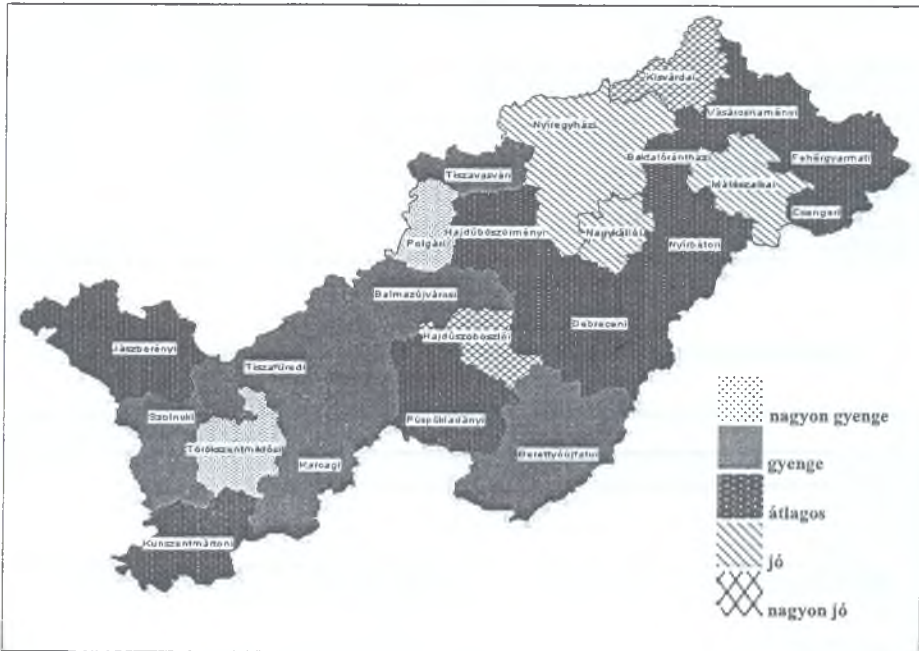 Kisvárdai
Vásárosnaményi
Nyíregyházi
Baktalórántházi
Fehérgyarmati
Tiszavasvári
Mátészalkai
Csengeri
Hajdúböszörményi
Nagykállói
Polgári
Nyírbátori
Balmazújvárosi
Debreceni
Hajdúszoboszlói
Jászberényi
Tiszafüredi
Szolnoki
Püspökladányi
Törökszentmiklósi
Berettyóújfalui
Karcagi
Kunszentmártoni
nagyon gyenge
gyenge
átlagos
jó
nagyon jó